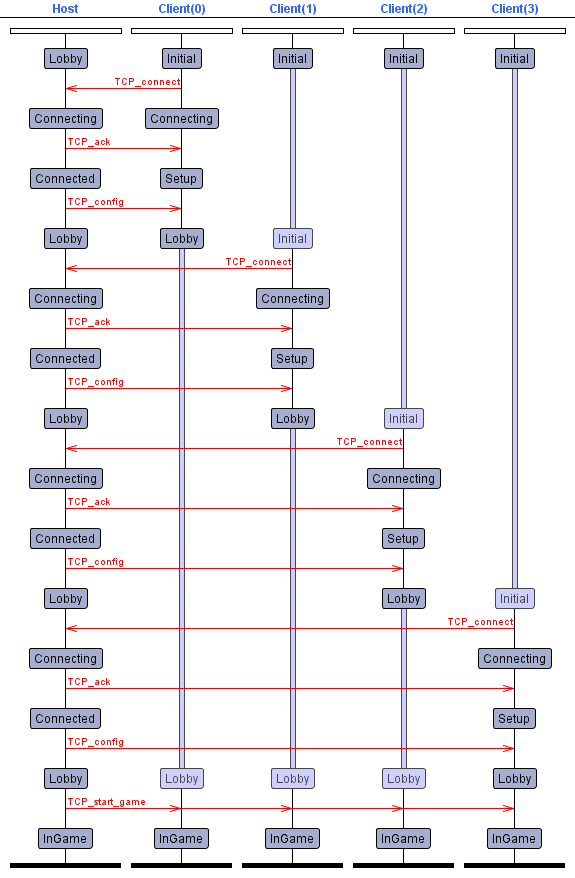 Host Client(0) Client(1) Client(2) Client(3)
Lobby Initial Initial Initial Initial
TCP_connect
Connecting Connecting
TCP_ack
Connected Setup
TCP_config
Lobby Lobby Initial
TCP_connect
Connecting Connecting
TCP_ack
Connected Setup
TCP_config
Lobby Lobby Initial
TCP_connect
Connecting Connecting
TCP_ack
Connected Setup
TCP_config
Lobby Lobby Initial
TCP_connect
Connecting Connecting
TCP_ack
Connected Setup
TCP_config
Lobby Lobby Lobby Lobby Lobby
TCP_start_game
InGame InGame InGame InGame InGame